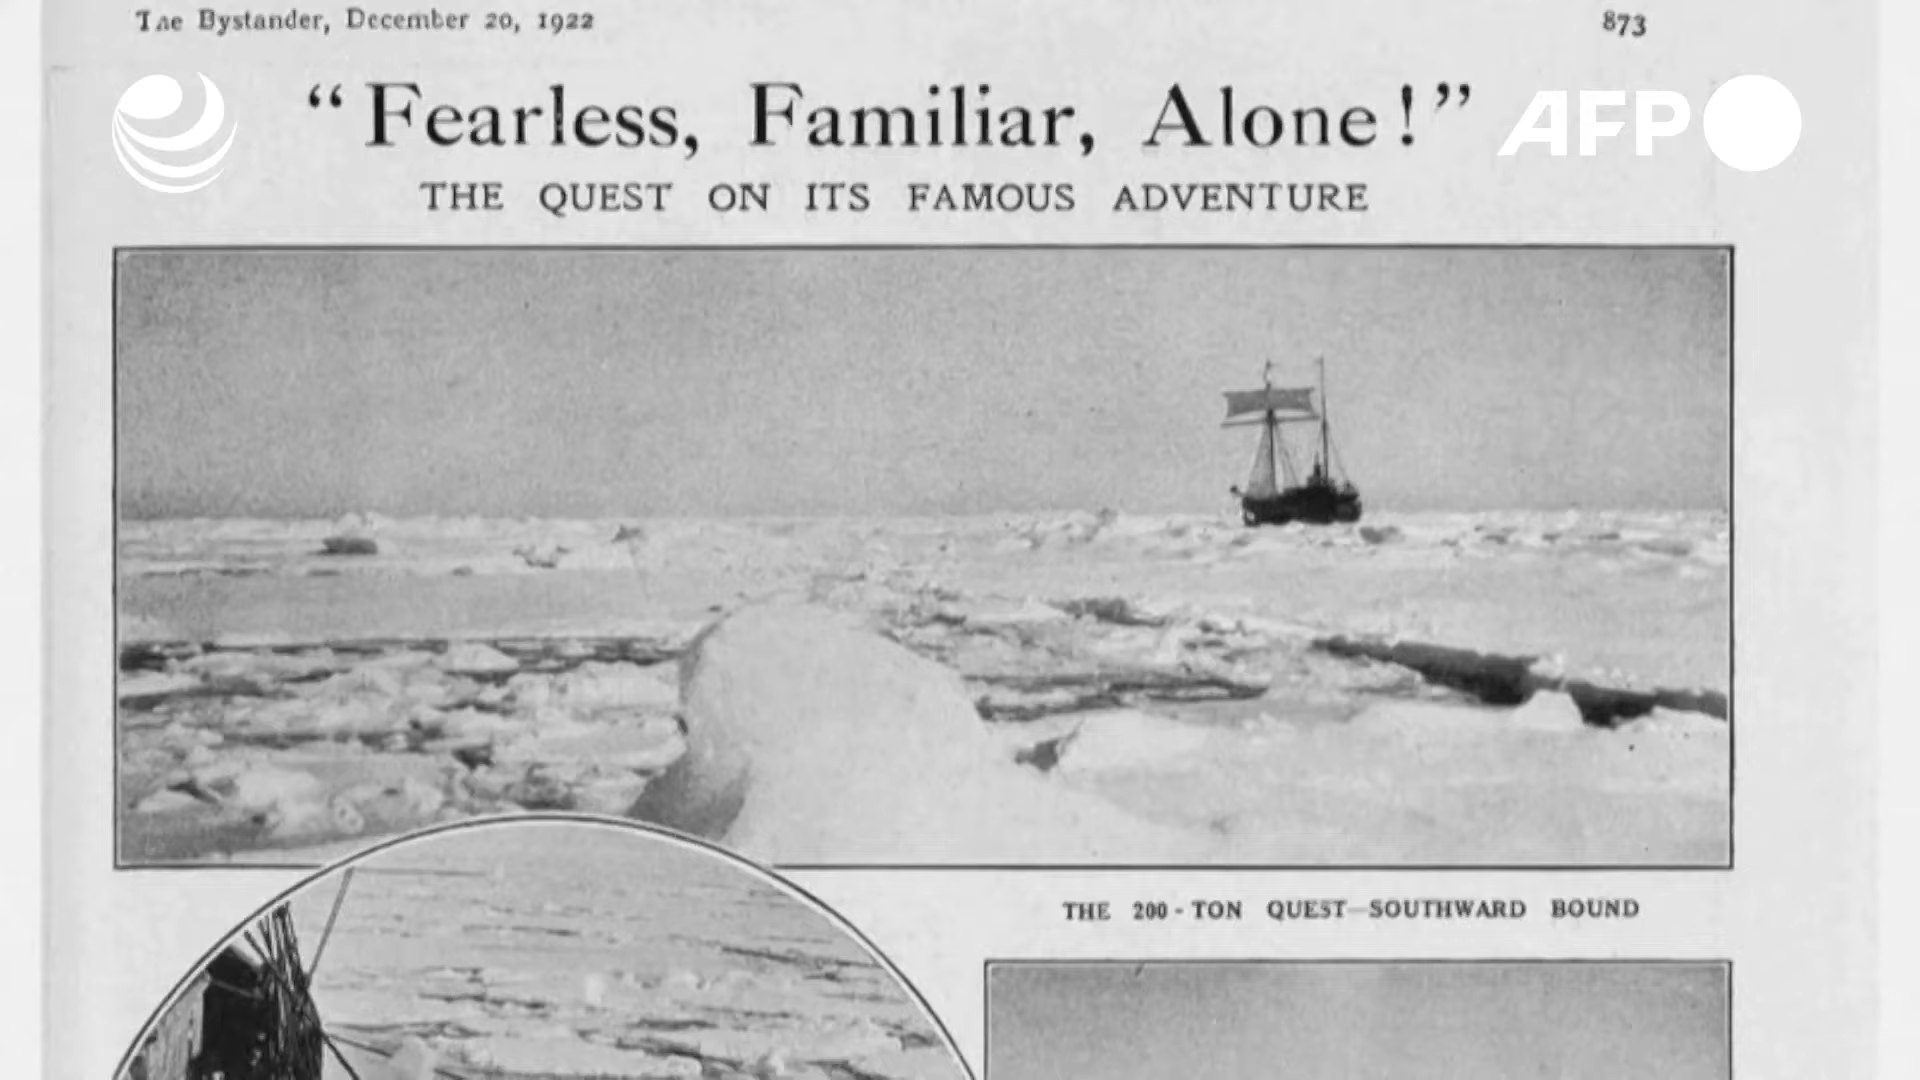 The Bystander, December 20, 1922
873
"Fearless, Familiar, Alone!"
AFP
THE QUEST ON ITS FAMOUS ADVENTURE
THE 200-TON QUEST—SOUTHWARD BOUND